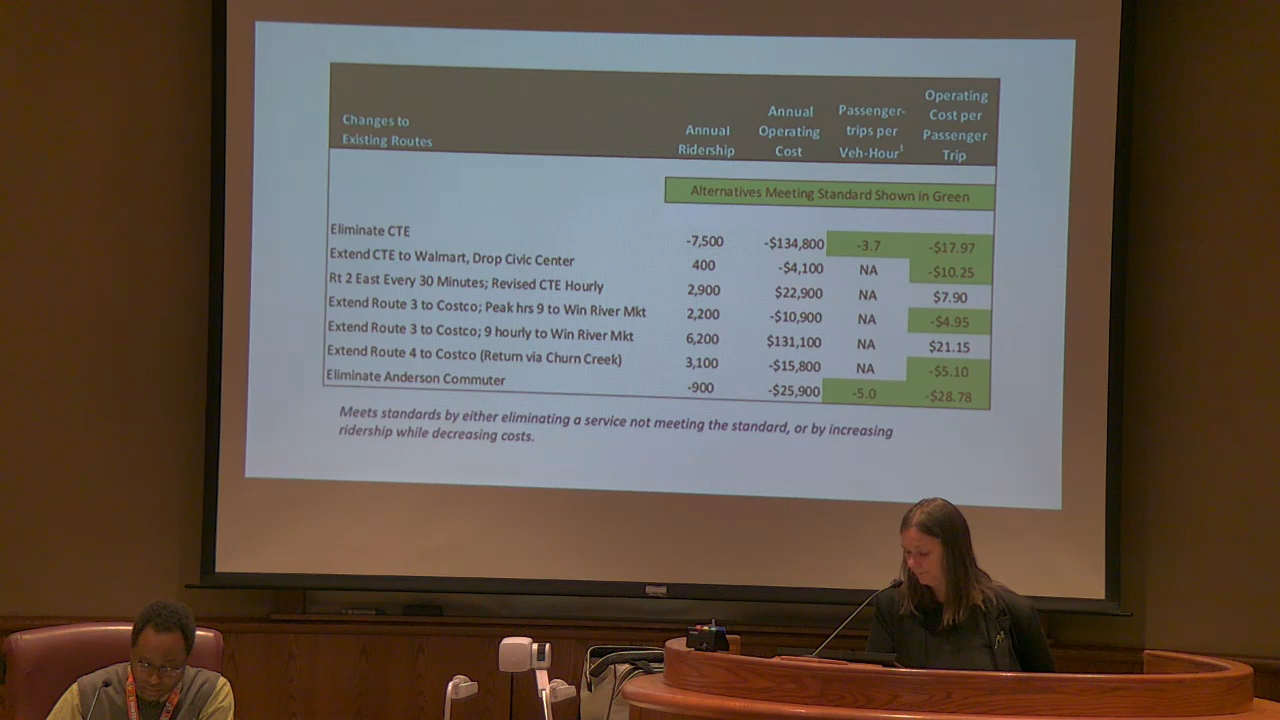 Changes to
Existing Routes
Annual
Ridership
Annual
Operating
Cost
Passenger-
trips per
Veh-Hour¹
Operating
Cost per
Passenger
Trip
Alternatives Meeting Standard Shown in Green
Eliminate CTE -7,500 -$134,800 -3.7 -$17.97
Extend CTE to Walmart, Drop Civic Center 400 -$4,100 NA -$10.25
Rt 2 East Every 30 Minutes; Revised CTE Hourly 2,900 $22,900 NA $7.90
Extend Route 3 to Costco; Peak hrs 9 to Win River Mkt 2,200 -$10,900 NA -$4.95
Extend Route 3 to Costco; 9 hourly to Win River Mkt 6,200 $131,100 NA $21.15
Extend Route 4 to Costco (Return via Churn Creek) 3,100 -$15,800 NA -$5.10
Eliminate Anderson Commuter -900 -$25,900 -5.0 -$28.78
Meets standards by either eliminating a service not meeting the standard, or by increasing
ridership while decreasing costs.